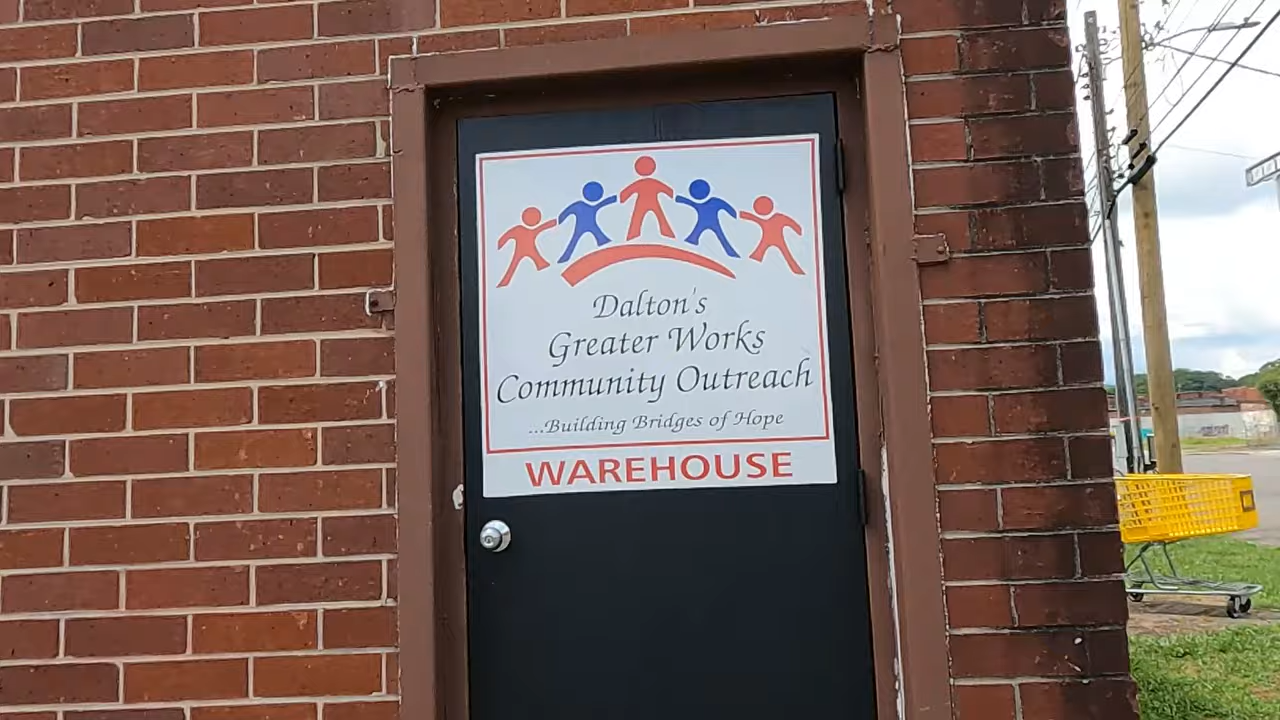 Dalton's
Greater Works
Community Outreach
...Building Bridges of Hope
WAREHOUSE